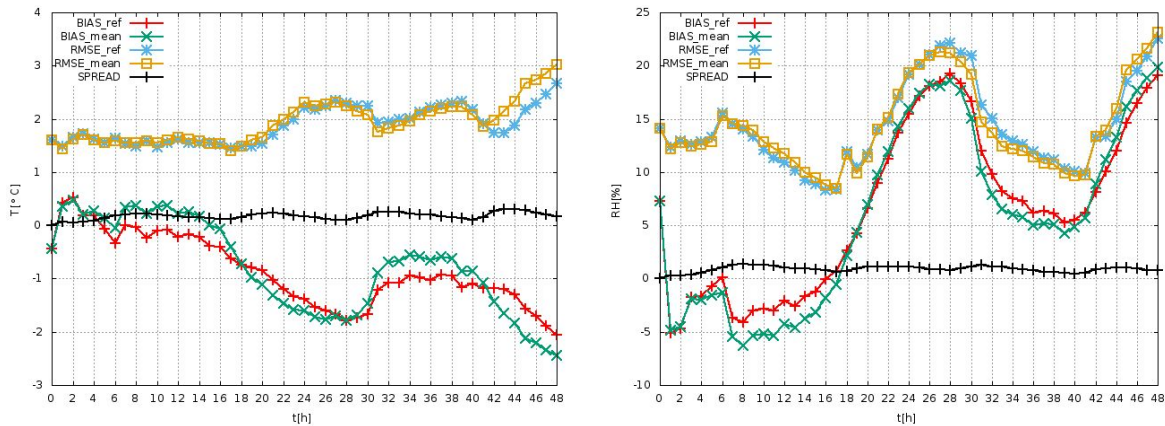 BIAS_ref
BIAS_mean
RMSE_ref
RMSE_mean
SPREAD
4
3
2
1
0
-1
-2
-3
T[° C]
0 2 4 6 8 10 12 14 16 18 20 22 24 26 28 30 32 34 36 38 40 42 44 46 48
t[h]
BIAS_ref
BIAS_mean
RMSE_ref
RMSE_mean
SPREAD
25
20
15
10
5
0
-5
-10
RH[%]
0 2 4 6 8 10 12 14 16 18 20 22 24 26 28 30 32 34 36 38 40 42 44 46 48
t[h]